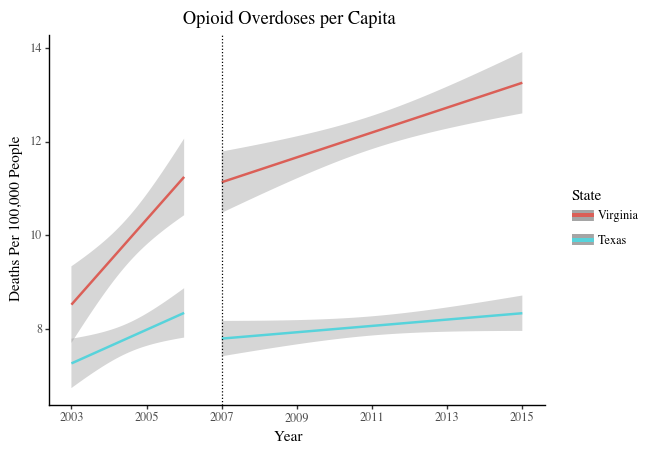 Opioid Overdoses per Capita
14
12
10
8
Deaths Per 100,000 People
2003 2005 2007 2009 2011 2013 2015
Year
State
Virginia
Texas